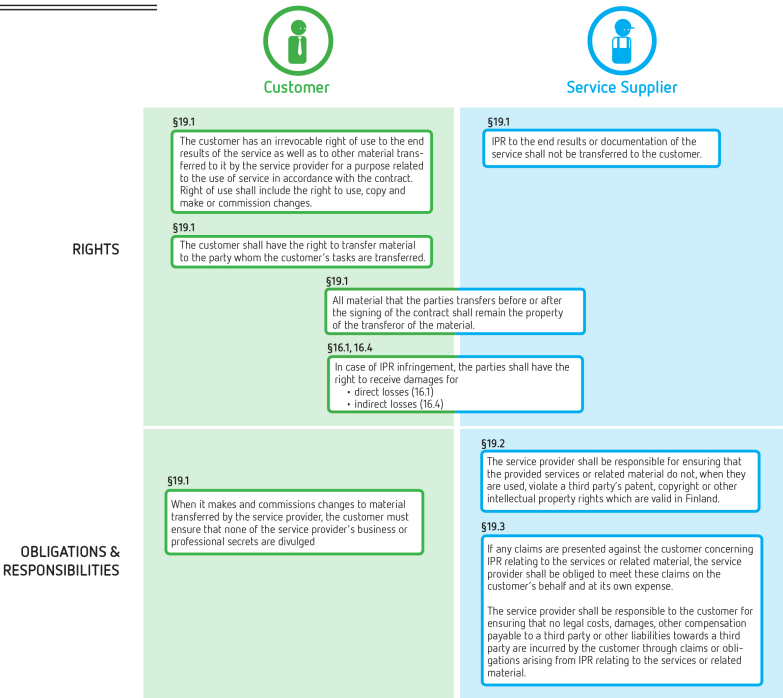 Customer
Service Supplier
RIGHTS
§19.1
The customer has an irrevocable right of use to the end
results of the service as well as to other material trans-
ferred to it by the service provider for a purpose related
to the use of service in accordance with the contract.
Right of use shall include the right to use, copy and
make or commission changes.
§19.1
IPR to the end results or documentation of the
service shall not be transferred to the customer.
§19.1
The customer shall have the right to transfer material
to the party whom the customer's tasks are transferred.
§19.1
All material that the parties transfers before or after
the signing of the contract shall remain the property
of the transferor of the material.
§16.1, 16.4
In case of IPR infringement, the parties shall have the
right to receive damages for
• direct losses (16.1)
• indirect losses (16.4)
OBLIGATIONS &
RESPONSIBILITIES
§19.1
When it makes and commissions changes to material
transferred by the service provider, the customer must
ensure that none of the service provider's business or
professional secrets are divulged
§19.2
The service provider shall be responsible for ensuring that
the provided services or related material do not, when they
are used, violate a third party's patent, copyright or other
intellectual property rights which are valid in Finland.
§19.3
If any claims are presented against the customer concerning
IPR relating to the services or related material, the service
provider shall be obliged to meet these claims on the
customer's behalf and at its own expense.
The service provider shall be responsible to the customer for
ensuring that no legal costs, damages, other compensation
payable to a third party or other liabilities towards a third
party are incurred by the customer through claims or obli-
gations arising from IPR relating to the services or related
material.